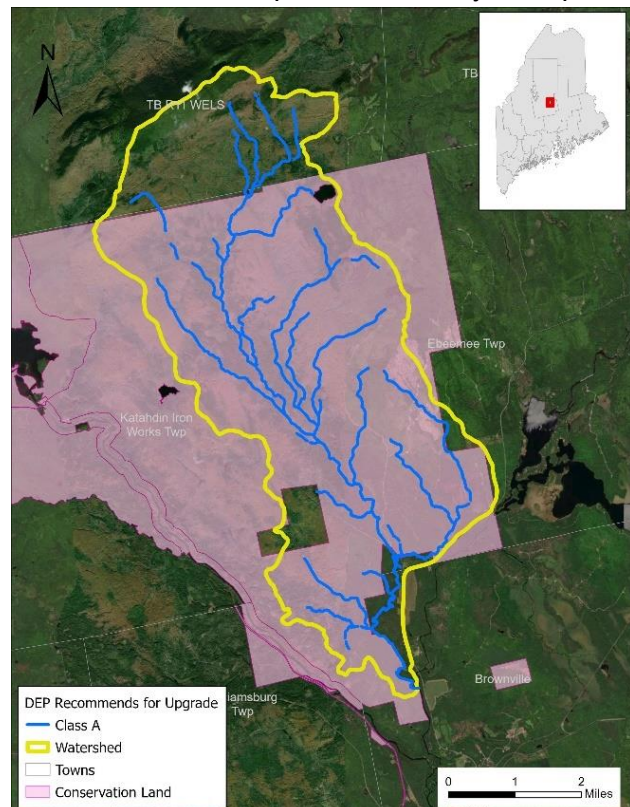 N
TB R11 WELS
TB
Ebeemee Twp
Katahdin Iron
Works Twp
Brownville
iamsburg
Twp
DEP Recommends for Upgrade
Class A
Watershed
Towns
Conservation Land
0 1 2
Miles